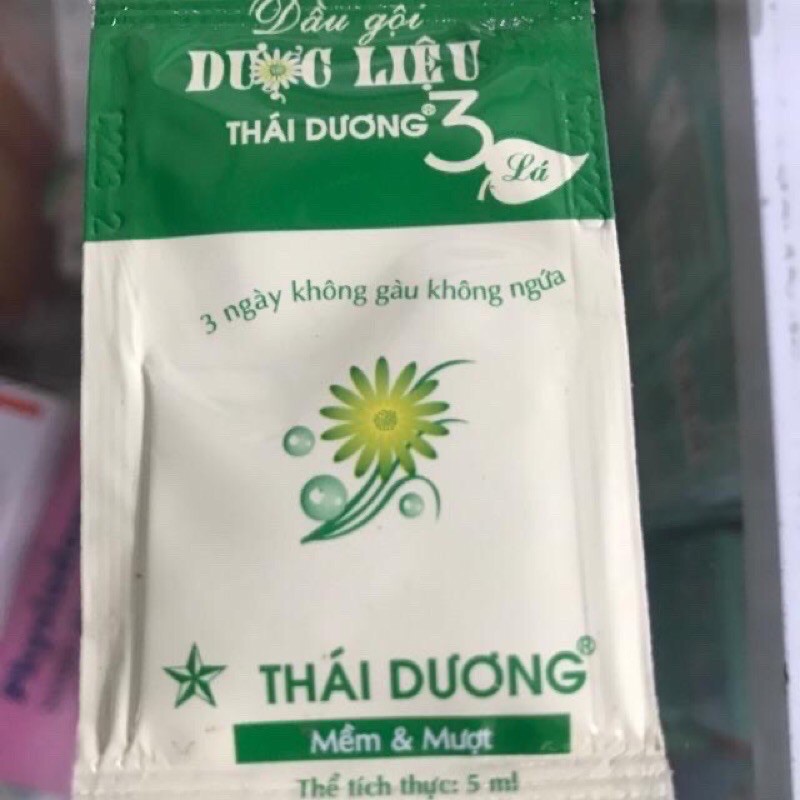 Dầu gội
DƯỢC LIỆU
THÁI DƯƠNG® 3
Lá
3 ngày không gàu không ngứa
THÁI DƯƠNG®
Mềm & Mượt
Thể tích thực: 5 ml